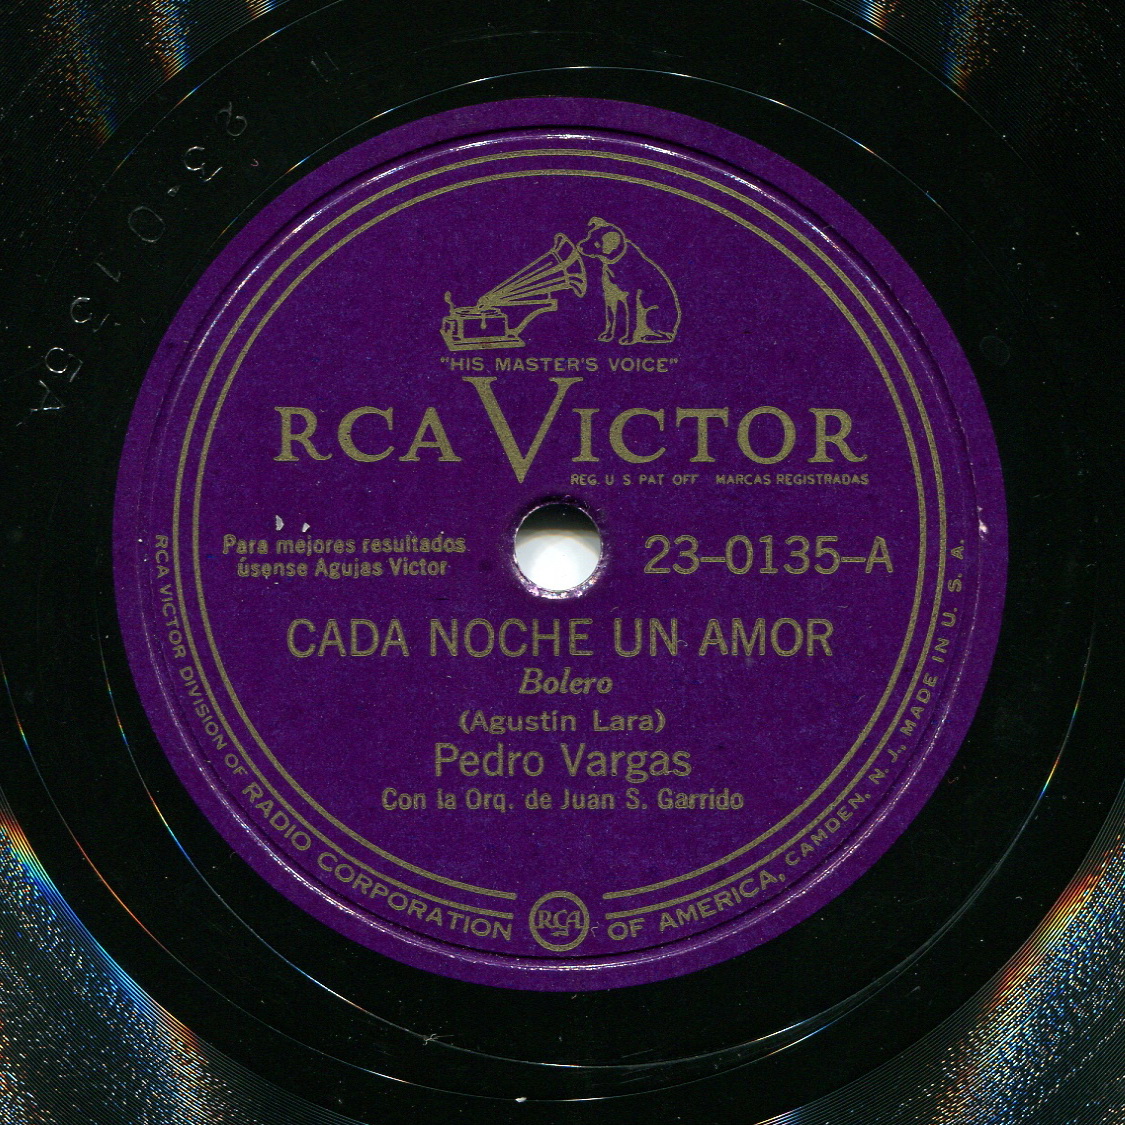 "HIS MASTER'S VOICE"
RCA VICTOR
REG. U S PAT OFF MARCAS REGISTRADAS
Para mejores resultados
úsense Agujas Victor
23–0135–A
CADA NOCHE UN AMOR
Bolero
(Agustín Lara)
Pedro Vargas
Con la Orq. de Juan S. Garrido
RCA VICTOR DIVISION OF RADIO CORPORATION OF AMERICA, CAMDEN, N. J., MADE IN U. S. A.
RCA